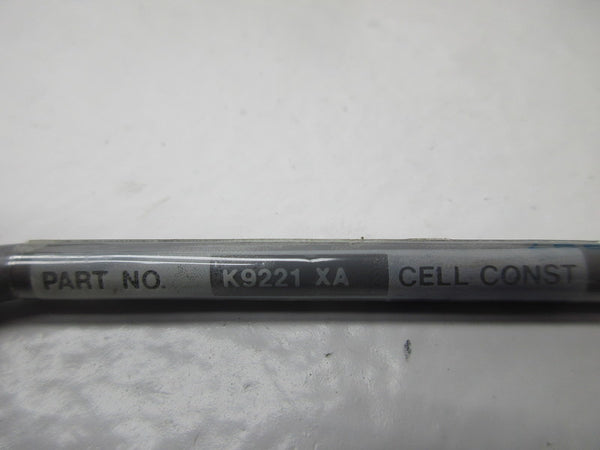 PART NO. K9221 XA CELL CONST